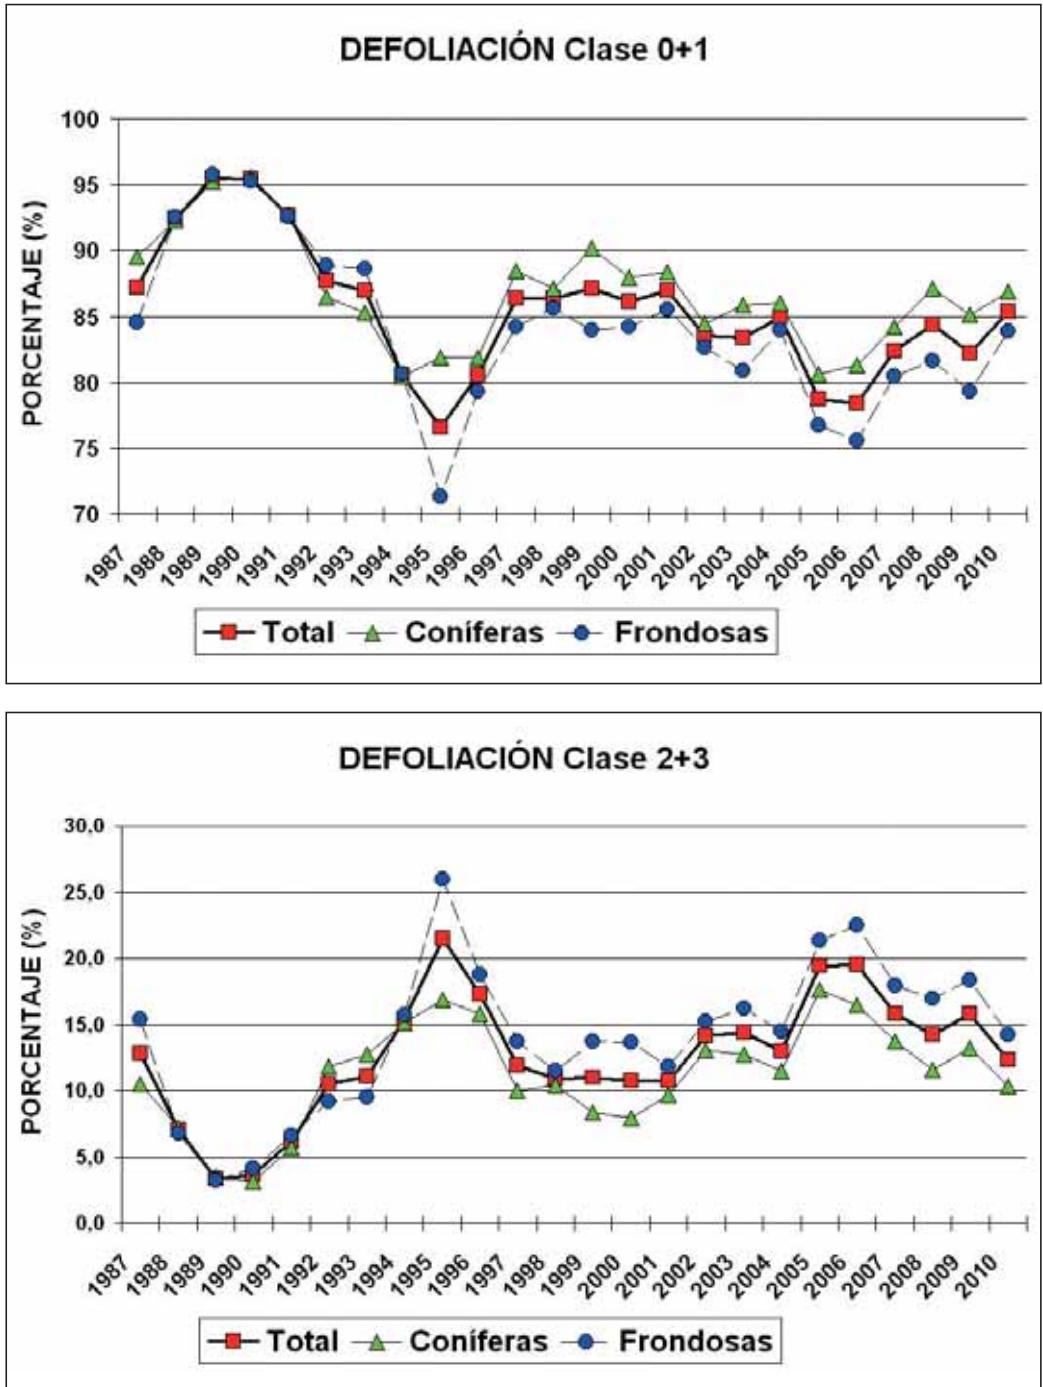 DEFOLIACIÓN Clase 0+1
PORCENTAJE (%)
100
95
90
85
80
75
70
1987 1988 1989 1990 1991 1992 1993 1994 1995 1996 1997 1998 1999 2000 2001 2002 2003 2004 2005 2006 2007 2008 2009 2010
Total Coníferas Frondosas
DEFOLIACIÓN Clase 2+3
PORCENTAJE (%)
30,0
25,0
20,0
15,0
10,0
5,0
0,0
1987 1988 1989 1990 1991 1992 1993 1994 1995 1996 1997 1998 1999 2000 2001 2002 2003 2004 2005 2006 2007 2008 2009 2010
Total Coníferas Frondosas